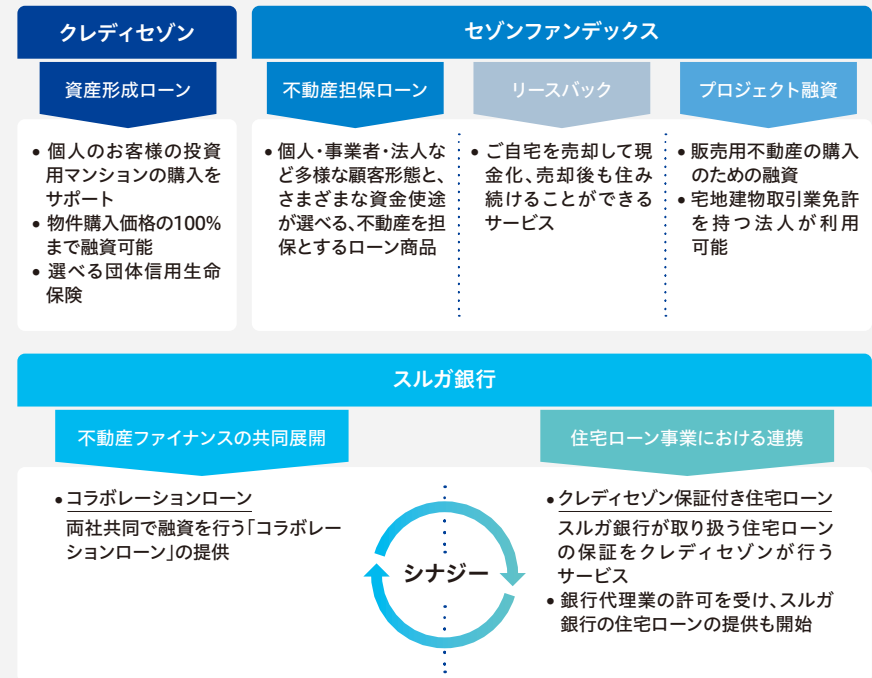 クレディセゾン
資産形成ローン
• 個人のお客様の投資
用マンションの購入を
サポート
• 物件購入価格の100%
まで融資可能
• 選べる団体信用生命
保険
セゾンファンデックス
不動産担保ローン
• 個人・事業者・法人な
ど多様な顧客形態と、
さまざまな資金使途
が選べる、不動産を担
保とするローン商品
リースバック
• ご自宅を売却して現
金化、売却後も住み
続けることができる
サービス
プロジェクト融資
• 販売用不動産の購入
のための融資
• 宅地建物取引業免許
を持つ法人が利用
可能
スルガ銀行
不動産ファイナンスの共同展開
• コラボレーションローン
両社共同で融資を行う「コラボレー
ションローン」の提供
シナジー
住宅ローン事業における連携
• クレディセゾン保証付き住宅ローン
スルガ銀行が取り扱う住宅ローン
の保証をクレディセゾンが行う
サービス
• 銀行代理業の許可を受け、スルガ
銀行の住宅ローンの提供も開始